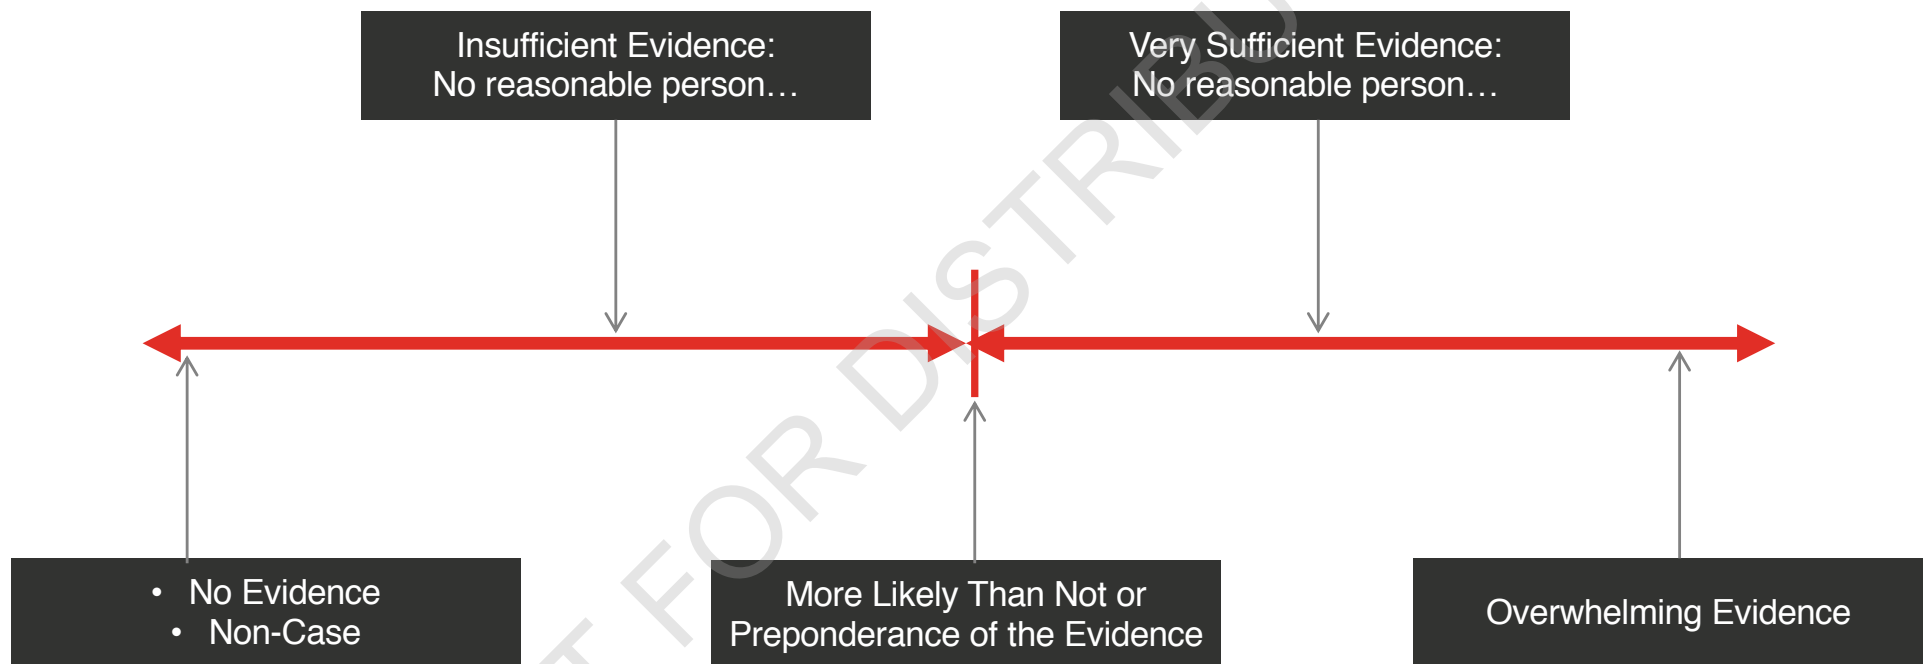 Insufficient Evidence:
No reasonable person…
Very Sufficient Evidence:
No reasonable person…
• No Evidence
• Non-Case
More Likely Than Not or
Preponderance of the Evidence
Overwhelming Evidence
FOR